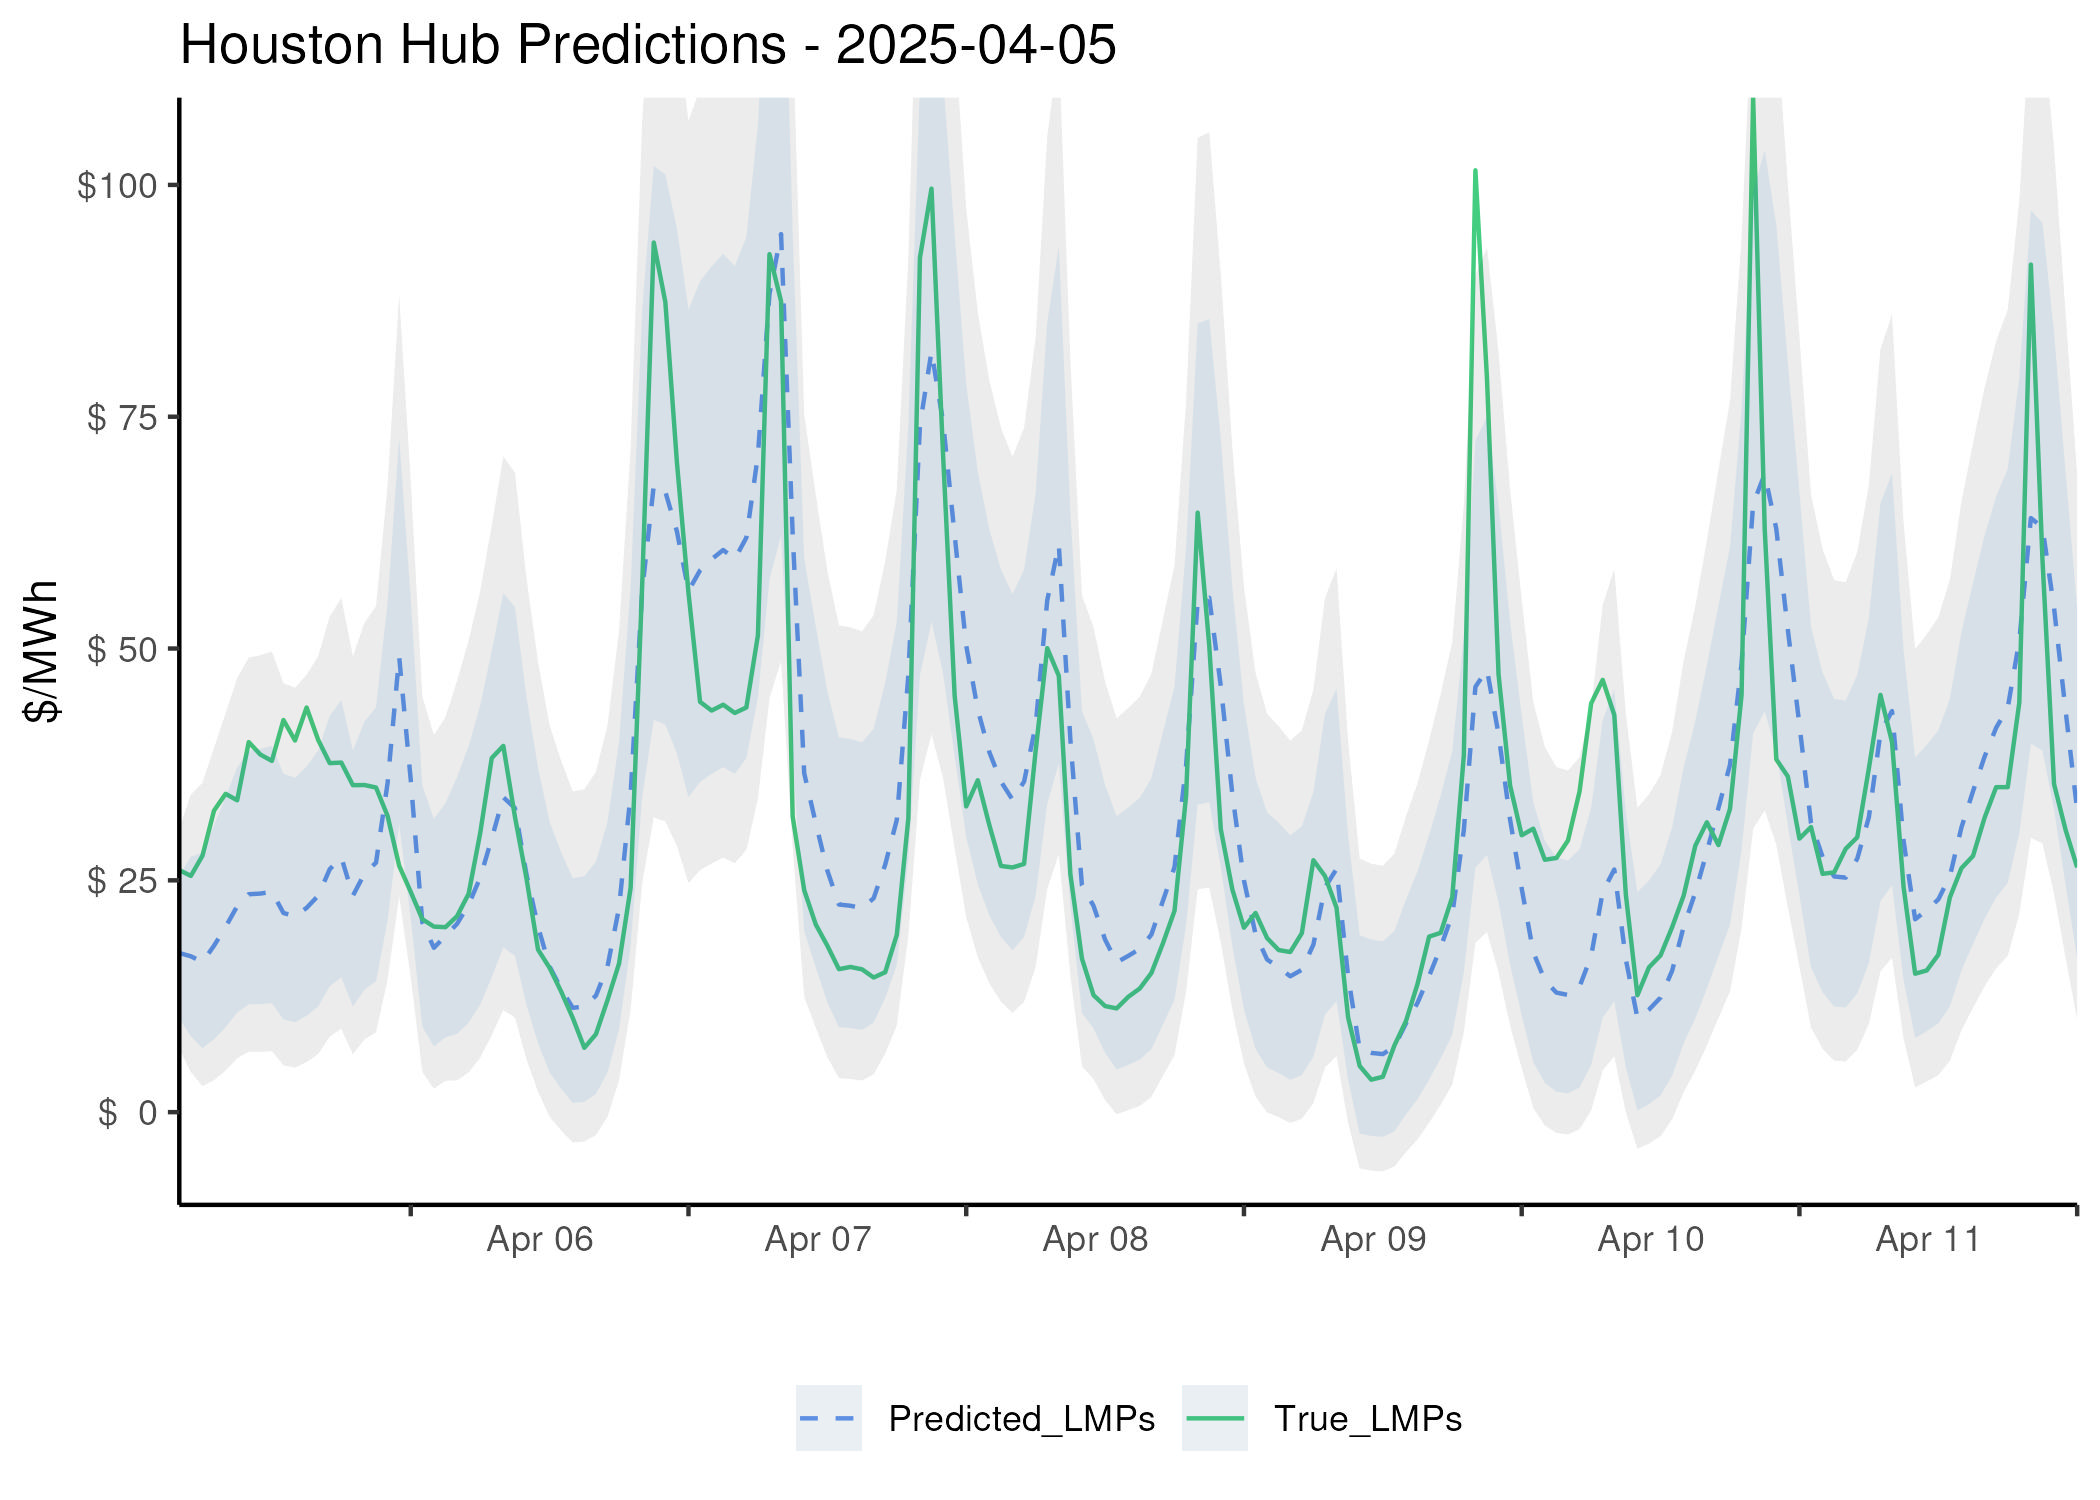 Houston Hub Predictions - 2025-04-05
$/MWh
$100
$ 75
$ 50
$ 25
$  0
Apr 06 Apr 07 Apr 08 Apr 09 Apr 10 Apr 11
Predicted_LMPs True_LMPs